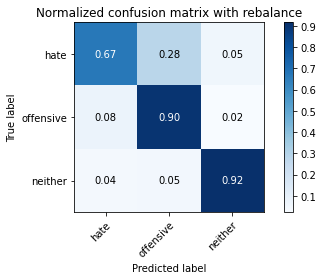 Normalized confusion matrix with rebalance
True label
hate 0.67 0.28 0.05
offensive 0.08 0.90 0.02
neither 0.04 0.05 0.92
hate offensive neither
Predicted label
0.9
0.8
0.7
0.6
0.5
0.4
0.3
0.2
0.1